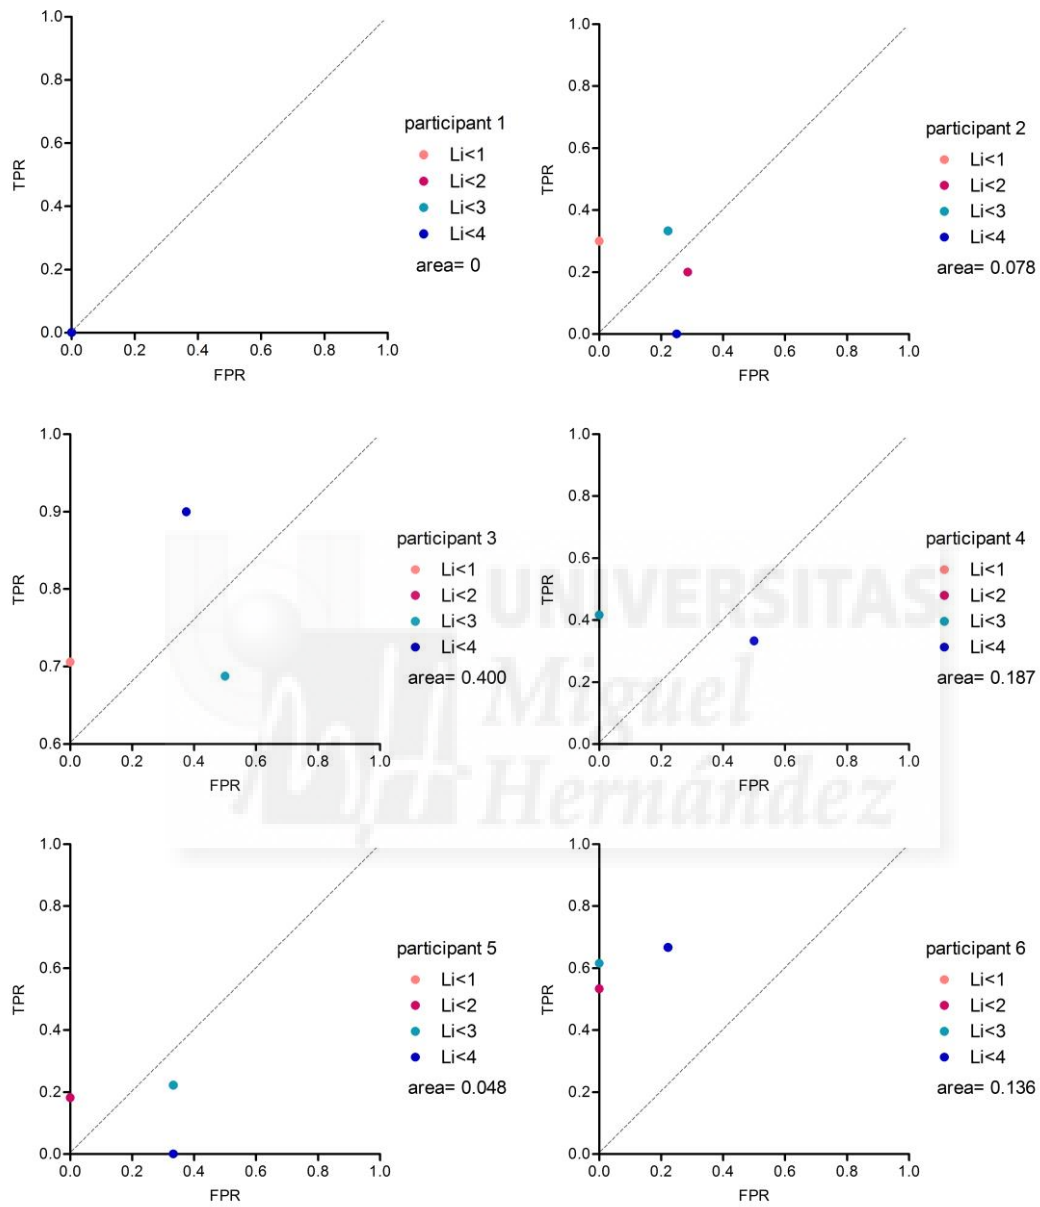 1.0
0.8
0.6
0.4
0.2
0.0
0.0 0.2 0.4 0.6 0.8 1.0
TPR
FPR
participant 1
Li<1
Li<2
Li<3
Li<4
area= 0
1.0
0.8
0.6
0.4
0.2
0.0
0.0 0.2 0.4 0.6 0.8 1.0
TPR
FPR
participant 2
Li<1
Li<2
Li<3
Li<4
area= 0.078
1.0
0.9
0.8
0.7
0.6
0.0 0.2 0.4 0.6 0.8 1.0
TPR
FPR
participant 3
Li<1
Li<2
Li<3
Li<4
area= 0.400
1.0
0.8
0.6
0.4
0.2
0.0
0.0 0.2 0.4 0.6 0.8 1.0
TPR
FPR
participant 4
Li<1
Li<2
Li<3
Li<4
area= 0.187
UNIVERSITAS
Miguel
Hernández
1.0
0.8
0.6
0.4
0.2
0.0
0.0 0.2 0.4 0.6 0.8 1.0
TPR
FPR
participant 5
Li<1
Li<2
Li<3
Li<4
area= 0.048
1.0
0.8
0.6
0.4
0.2
0.0
0.0 0.2 0.4 0.6 0.8 1.0
TPR
FPR
participant 6
Li<1
Li<2
Li<3
Li<4
area= 0.136